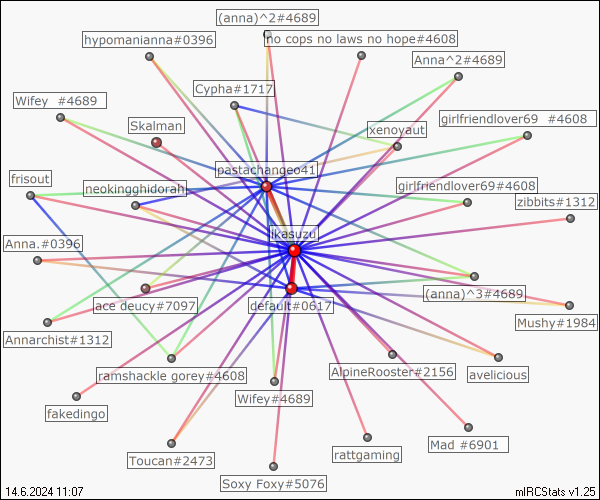 (anna)^2#4689
hypomanianna#0396
no cops no laws no hope#4608
Anna^2#4689
Cypha#1717
Wifey  #4689
girlfriendlover69  #4608
Skalman
xenoyaut
pastachangeo41
frisout
neokingghidorah
girlfriendlover69#4689
zibbits#1312
ikasuzu
Anna.#0396
ace deucy#7097
default#0617
(anna)^3#4689
Mushy#1984
Annarchist#1312
ramshackle gorey#4608
AlpineRooster#2156
avelicious
Wifey#4689
fakedingo
Mad  #6901
rattgaming
Toucan#2473
Soxy Foxy#5076
14.6.2024 11:07
mIRCStats v1.25